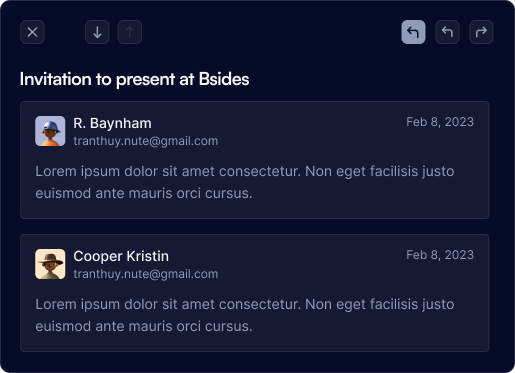 Invitation to present at Bsides
R. Baynham
Feb 8, 2023
tranthuy.nute@gmail.com
Lorem ipsum dolor sit amet consectetur. Non eget facilisis justo
euismod ante mauris orci cursus.
Cooper Kristin
Feb 8, 2023
tranthuy.nute@gmail.com
Lorem ipsum dolor sit amet consectetur. Non eget facilisis justo
euismod ante mauris orci cursus.